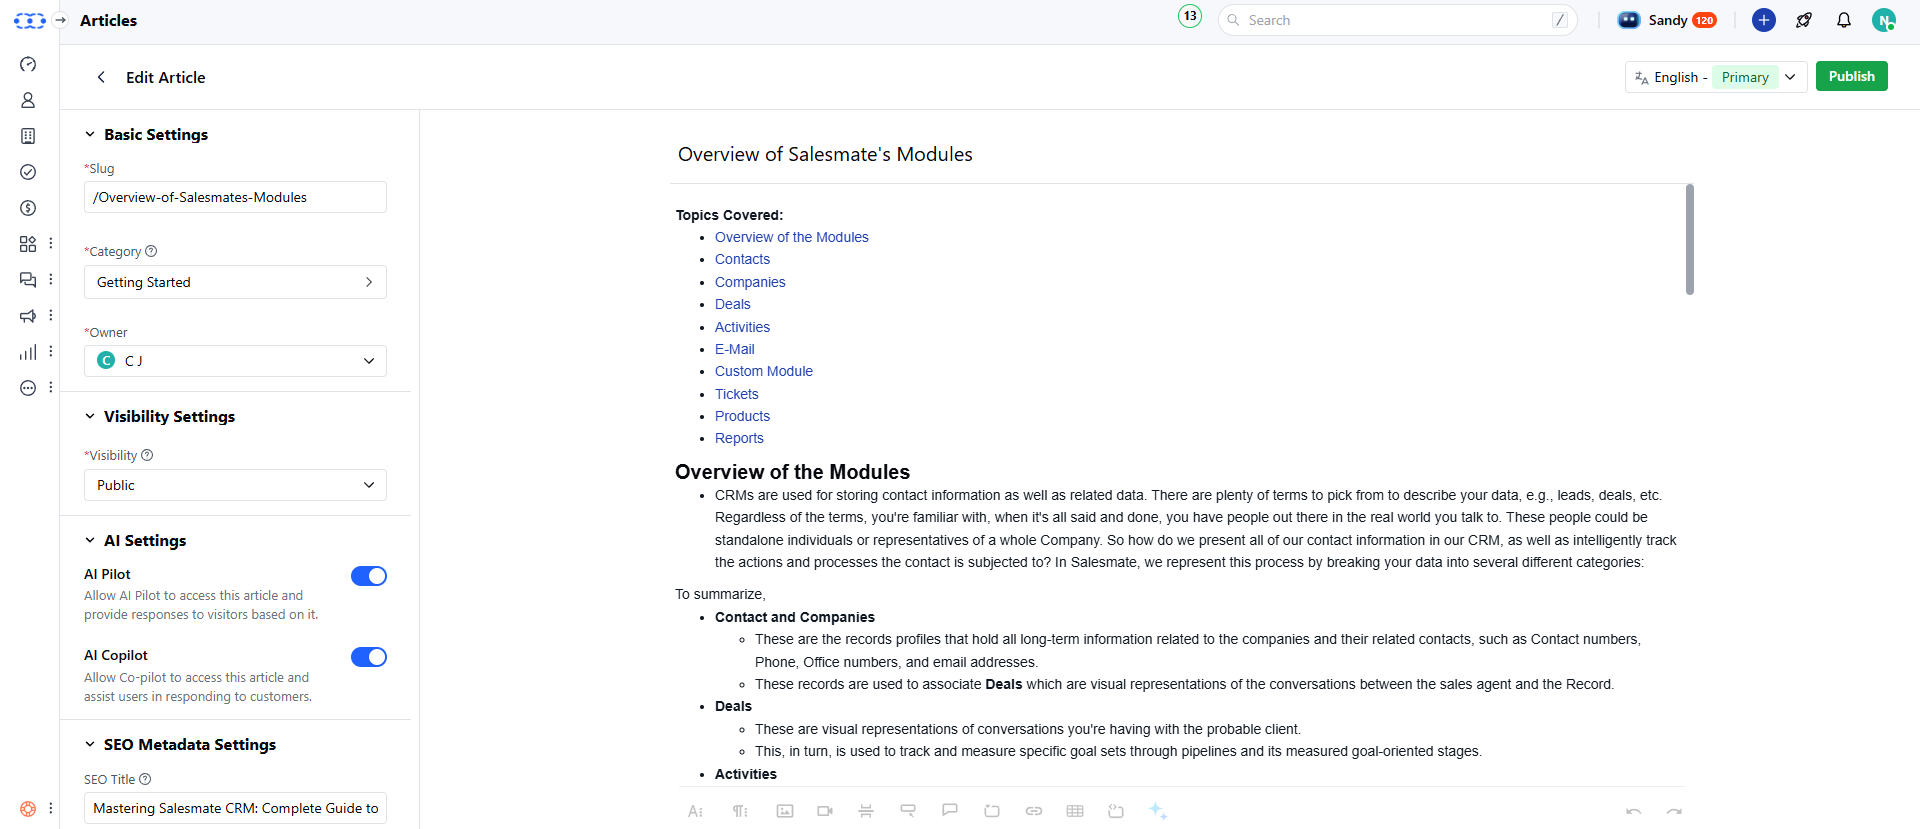 Articles
13
Search
/
Sandy 120
N
Edit Article
English - Primary
Publish
Basic Settings
*Slug
/Overview-of-Salesmates-Modules
*Category
Getting Started
*Owner
C C J
Visibility Settings
*Visibility
Public
AI Settings
AI Pilot
Allow AI Pilot to access this article and
provide responses to visitors based on it.
AI Copilot
Allow Co-pilot to access this article and
assist users in responding to customers.
SEO Metadata Settings
SEO Title
Mastering Salesmate CRM: Complete Guide to
Overview of Salesmate's Modules
Topics Covered:
Overview of the Modules
Contacts
Companies
Deals
Activities
E-Mail
Custom Module
Tickets
Products
Reports
Overview of the Modules
CRMs are used for storing contact information as well as related data. There are plenty of terms to pick from to describe your data, e.g., leads, deals, etc.
Regardless of the terms, you're familiar with, when it's all said and done, you have people out there in the real world you talk to. These people could be
standalone individuals or representatives of a whole Company. So how do we present all of our contact information in our CRM, as well as intelligently track
the actions and processes the contact is subjected to? In Salesmate, we represent this process by breaking your data into several different categories:
To summarize,
Contact and Companies
These are the records profiles that hold all long-term information related to the companies and their related contacts, such as Contact numbers,
Phone, Office numbers, and email addresses.
These records are used to associate Deals which are visual representations of the conversations between the sales agent and the Record.
Deals
These are visual representations of conversations you're having with the probable client.
This, in turn, is used to track and measure specific goal sets through pipelines and its measured goal-oriented stages.
Activities